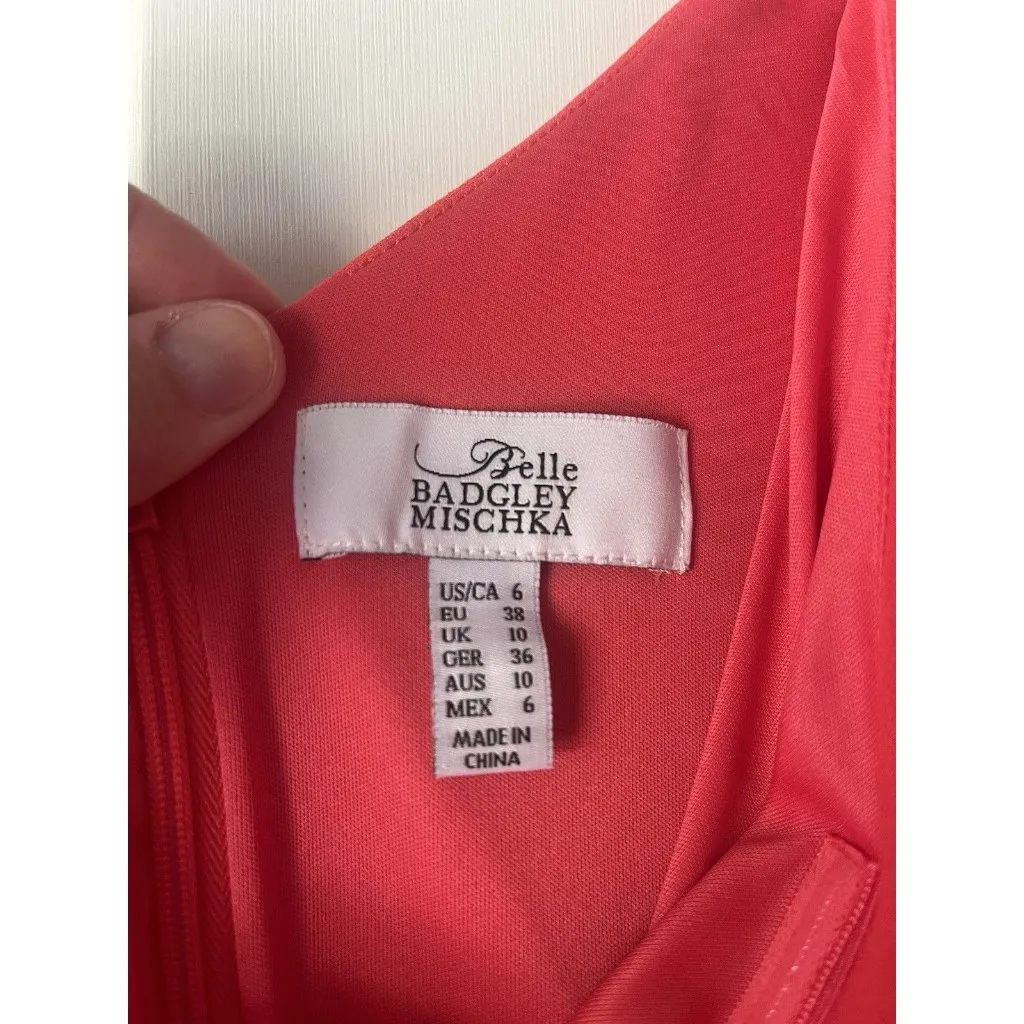 Belle
BADGLEY
MISCHKA
US/CA 6
EU 38
UK 10
GER 36
AUS 10
MEX 6
MADE IN
CHINA